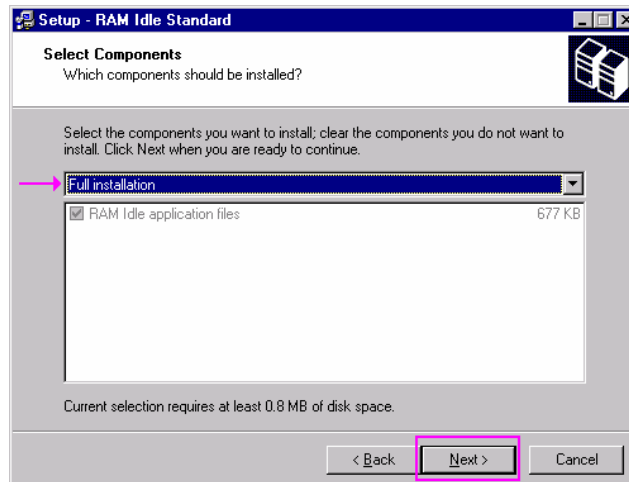 Setup - RAM Idle Standard
Select Components
Which components should be installed?
Select the components you want to install; clear the components you do not want to
install. Click Next when you are ready to continue.
Full installation
RAM Idle application files 677 KB
Current selection requires at least 0.8 MB of disk space.
< Back Next > Cancel